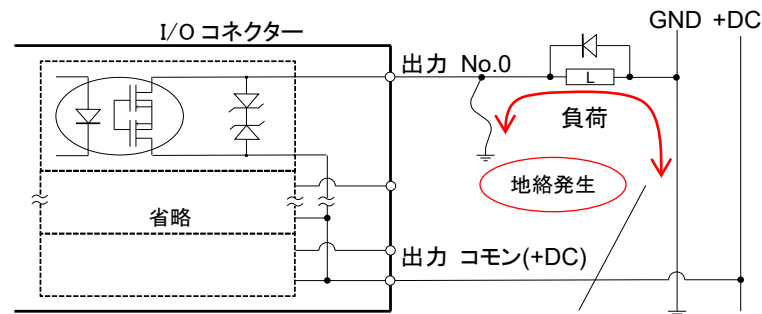 I/O コネクター
GND +DC
出力 No.0
L
負荷
地絡発生
省略
出力 コモン(+DC)